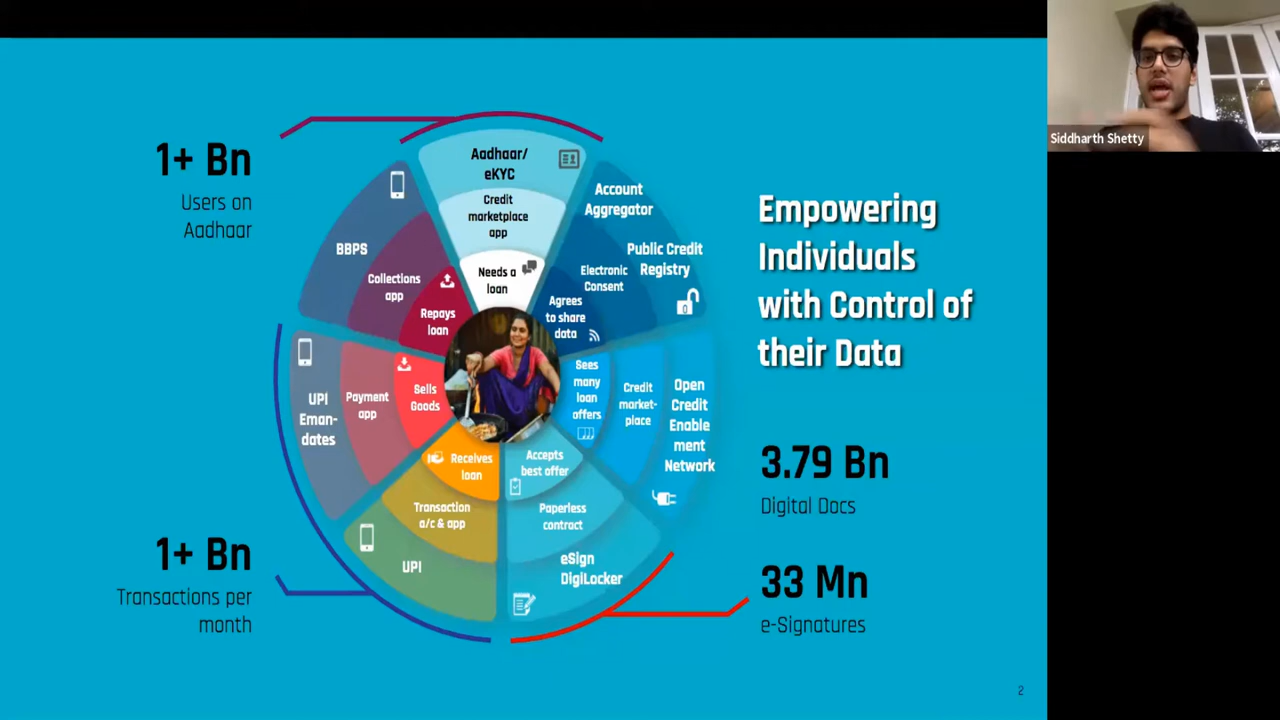 1+ Bn
Users on
Aadhaar
1+ Bn
Transactions per
month
Aadhaar/
eKYC
Credit
marketplace
app
Needs a
loan
Account
Aggregator
Public Credit
Registry
Electronic
Consent
Agrees
to share
data
Sees
many
loan
offers
Credit
market-
place
Open
Credit
Enable
ment
Network
Accepts
best offer
Paperless
contract
eSign
DigiLocker
Receives
loan
Transaction
a/c & app
UPI
Sells
Goods
Payment
app
UPI
Eman-
dates
Repays
loan
Collections
app
BBPS
Empowering
Individuals
with Control of
their Data
3.79 Bn
Digital Docs
33 Mn
e-Signatures
2
Siddharth Shetty